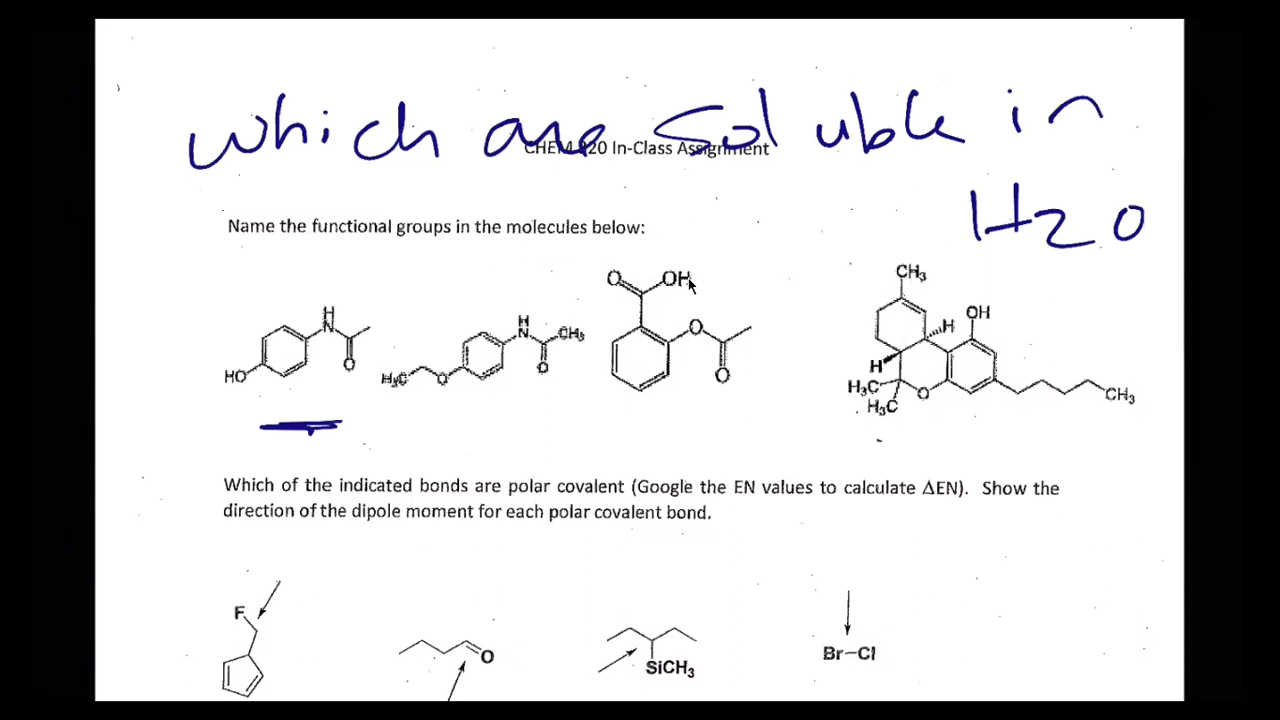 which are soluble in
H2O
CHEM 120 In-Class Assignment
Name the functional groups in the molecules below:
HO H N O
H3C O H N O CH3
O OH O O
CH3 OH H H H3C H3C O CH3
Which of the indicated bonds are polar covalent (Google the EN values to calculate ΔEN). Show the
direction of the dipole moment for each polar covalent bond.
F
O
SiCH3
Br–Cl